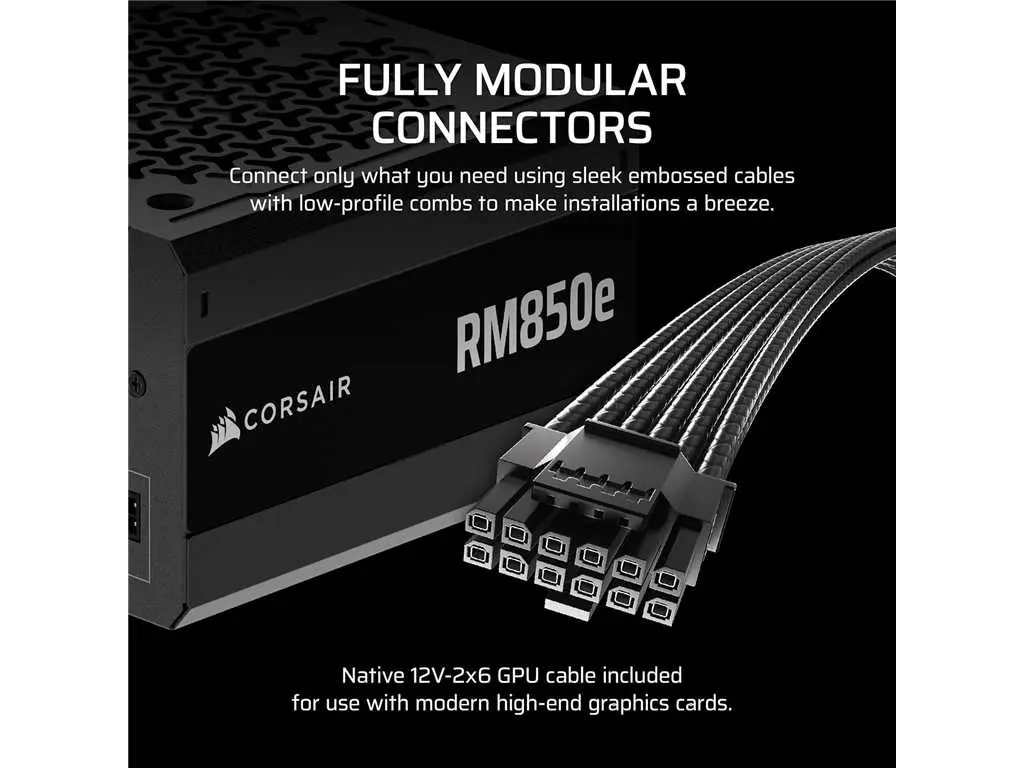 FULLY MODULAR
CONNECTORS
Connect only what you need using sleek embossed cables
with low-profile combs to make installations a breeze.
RM850e
CORSAIR
Native 12V-2x6 GPU cable included
for use with modern high-end graphics cards.